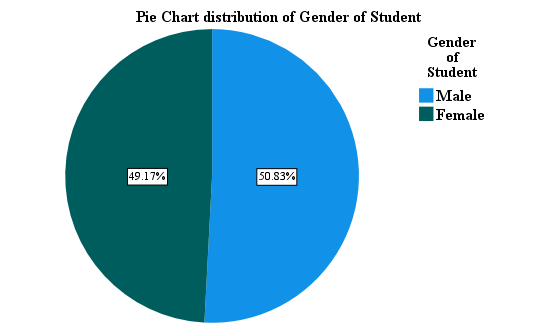 Pie Chart distribution of Gender of Student
Gender
of
Student
Male
Female
49.17%
50.83%